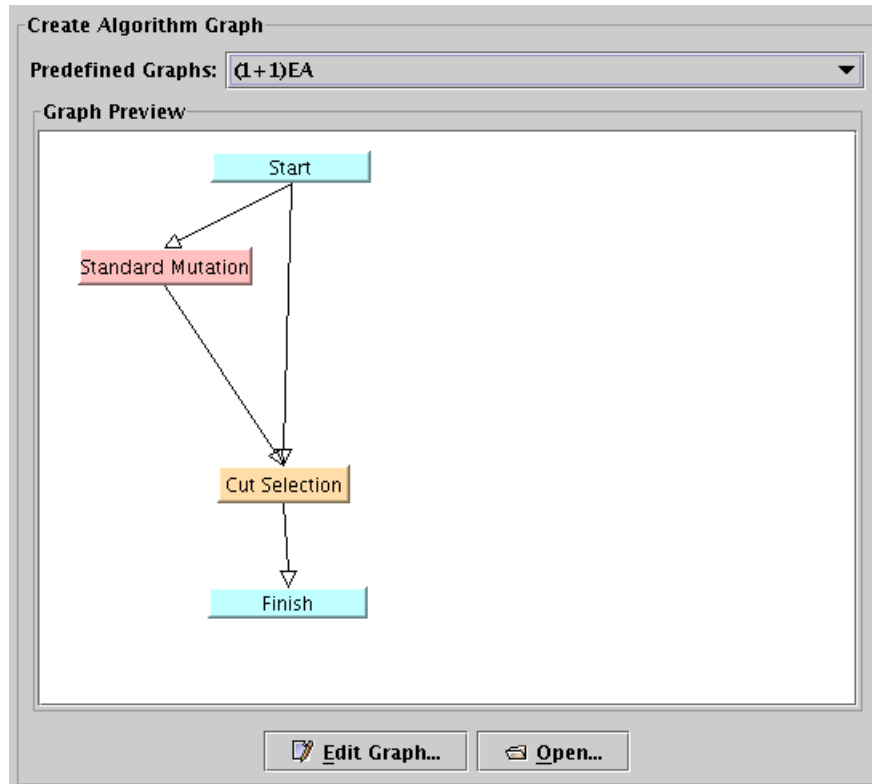 Create Algorithm Graph
Predefined Graphs: (1+1)EA
Graph Preview
Start
Standard Mutation
Cut Selection
Finish
Edit Graph... Open...